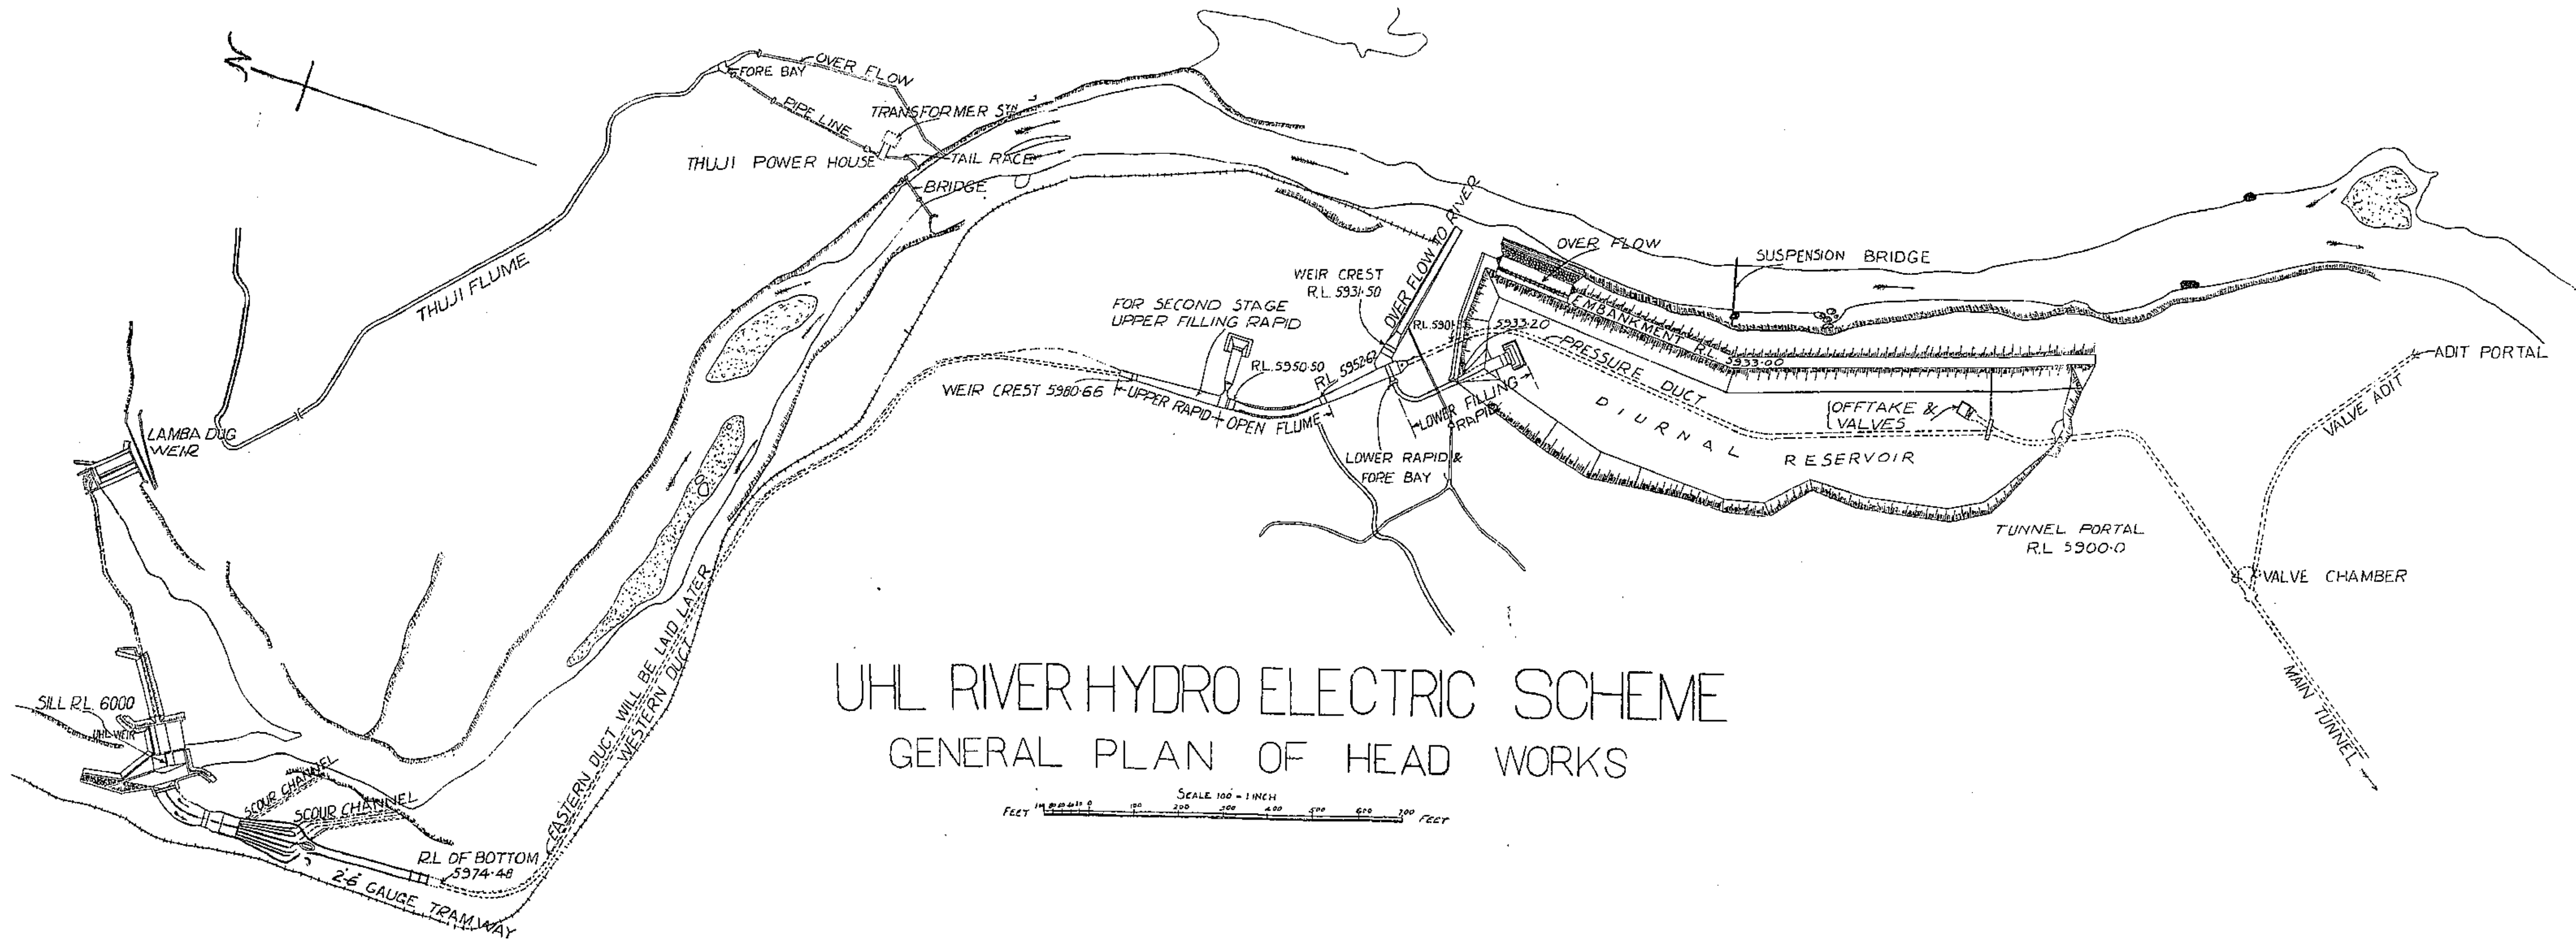 N
FORE BAY
OVER FLOW
PIPE LINE
TRANSFORMER STN
THUJI POWER HOUSE
TAIL RACE
BRIDGE
THUJI FLUME
LAMBA DUG
WEIR
SILL R.L. 6000
UHL WEIR
SCOUR CHANNEL
SCOUR CHANNEL
R.L OF BOTTOM
5974·48
2'-6" GAUGE TRAMWAY
EASTERN DUCT WILL BE LAID LATER
WESTERN DUCT
WEIR CREST 5980·66
UPPER RAPID
OPEN FLUME
FOR SECOND STAGE
UPPER FILLING RAPID
R.L. 5950·50
R.L. 5952·62
WEIR CREST
R.L. 5931·50
OVER FLOW TO RIVER
R.L. 5901
5933·20
LOWER FILLING
RAPID
LOWER RAPID &
FORE BAY
OVER FLOW
EMBANKMENT R.L.
5933·00
PRESSURE DUCT
DIURNAL
RESERVOIR
SUSPENSION BRIDGE
OFFTAKE &
VALVES
TUNNEL PORTAL
R.L 5900·0
ADIT PORTAL
VALVE ADIT
VALVE CHAMBER
MAIN TUNNEL
UHL RIVER HYDRO ELECTRIC SCHEME
GENERAL PLAN OF HEAD WORKS
SCALE 100' = 1 INCH
FEET 0 100 200 300 400 500 600 700 FEET